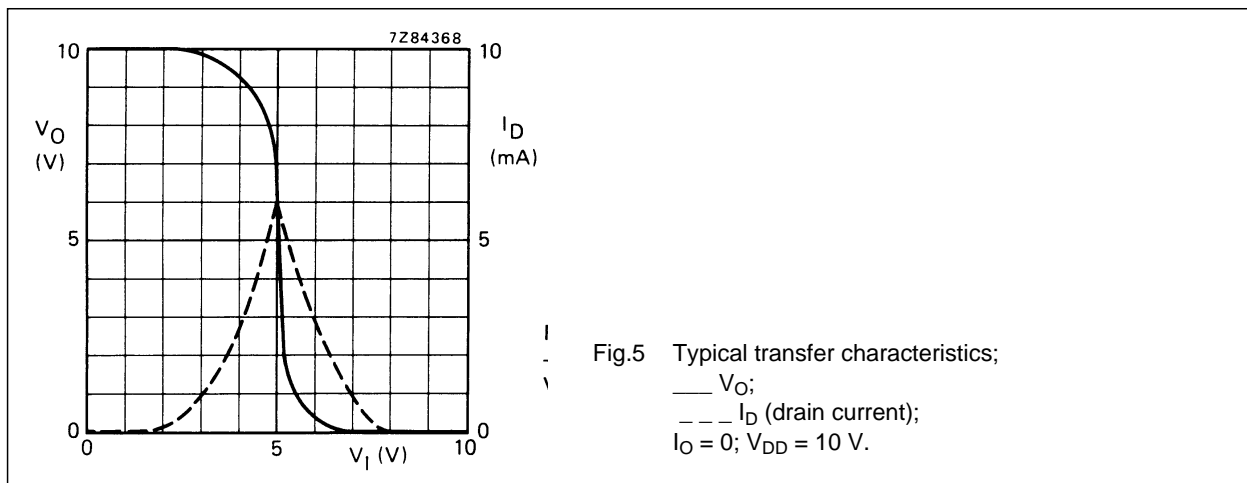 7Z84368
10
10
V_O
(V)
I_D
(mA)
5
5
0
0
0
5
V_I (V)
10
Fig.5 Typical transfer characteristics;
___ V_O;
_ _ _ I_D (drain current);
I_O = 0; V_DD = 10 V.